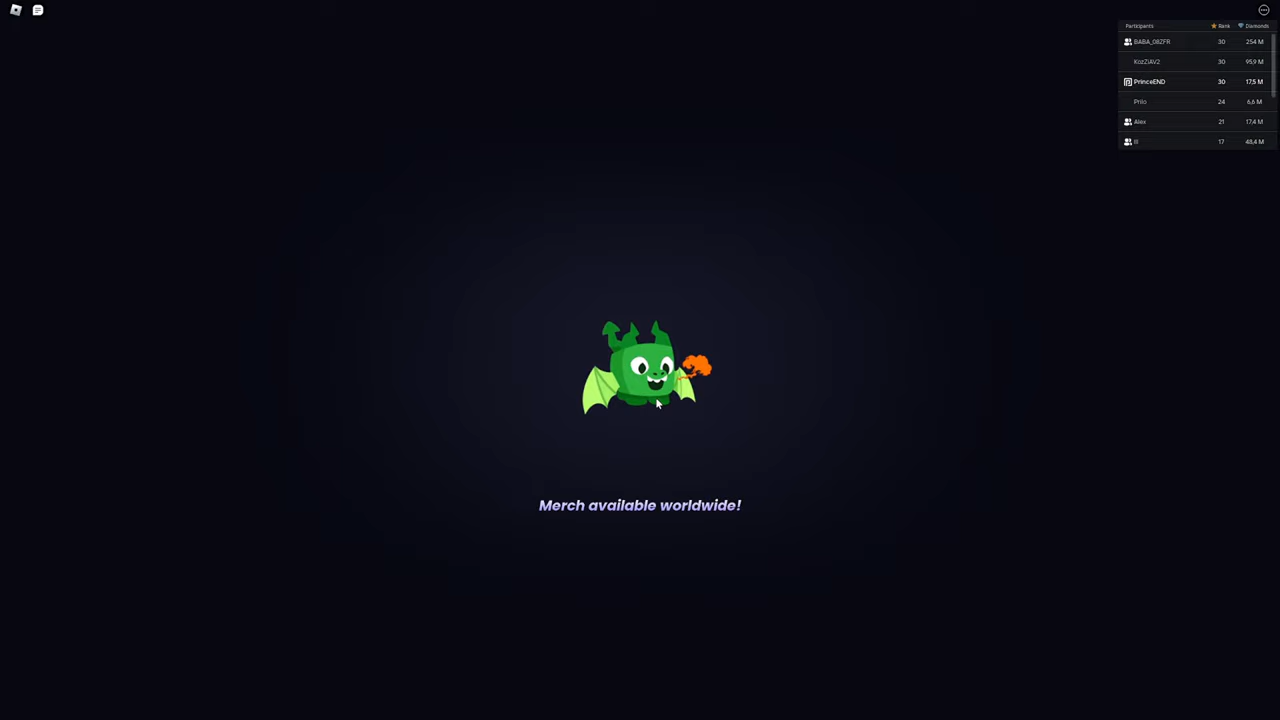 Participants Rank Diamonds
BABA_08ZFR 30 254 M
KozZiAV2 30 95,9 M
PrinceEND 30 17,5 M
Prilo 24 6,6 M
Alex 21 17,4 M
17 48,4 M
Merch available worldwide!